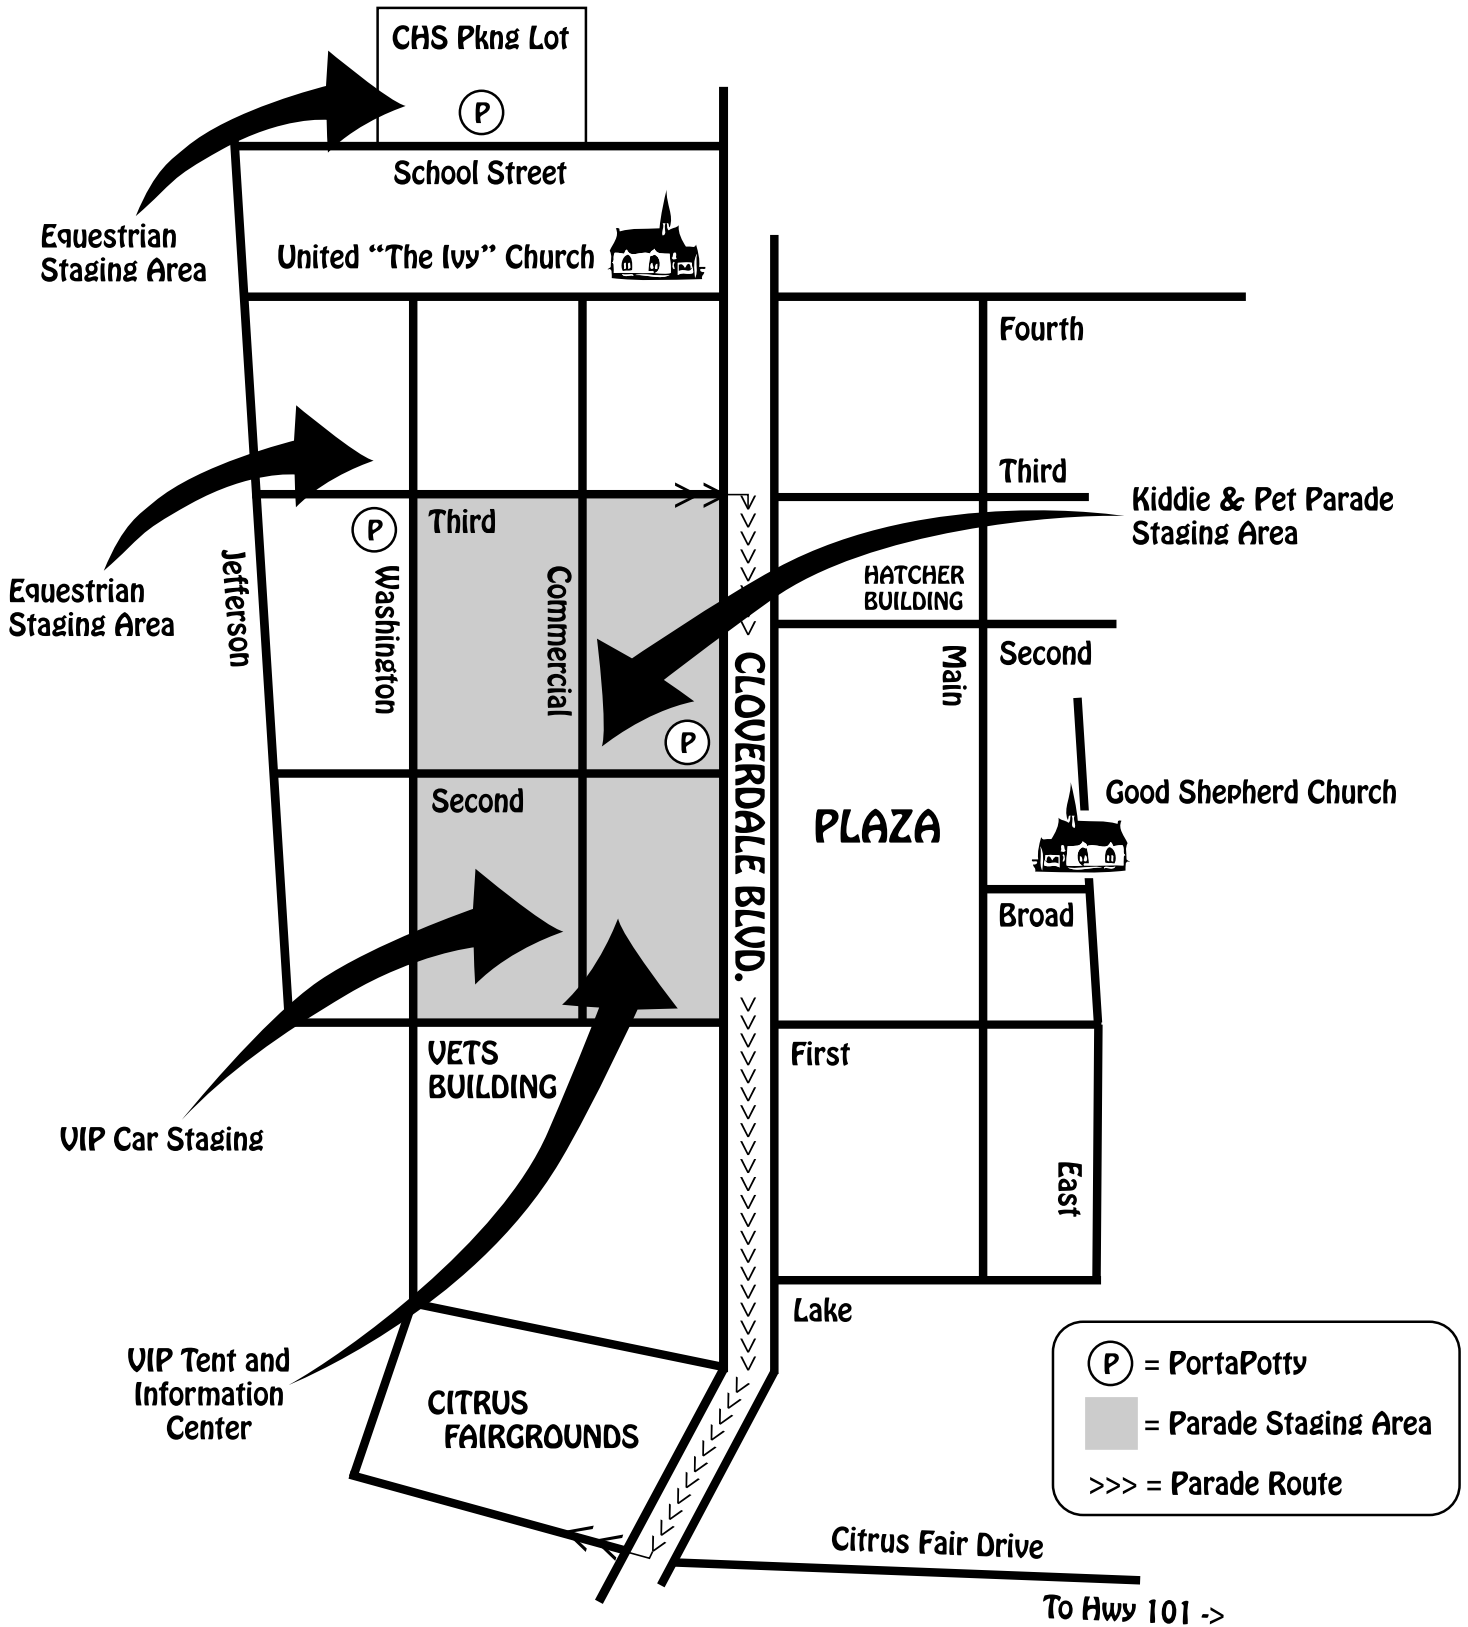 CHS Pkng Lot
P
School Street
Equestrian
Staging Area
United “The Ivy” Church
Fourth
Third
Kiddie & Pet Parade
Staging Area
>>
P
Third
Jefferson
Washington
Commercial
HATCHER
BUILDING
Equestrian
Staging Area
Second
Main
CLOVERDALE BLVD.
P
Second
PLAZA
Good Shepherd Church
Broad
VETS
BUILDING
First
VIP Car Staging
East
Lake
VIP Tent and
Information
Center
CITRUS
FAIRGROUNDS
P = PortaPotty
= Parade Staging Area
>>> = Parade Route
Citrus Fair Drive
To Hwy 101 ->